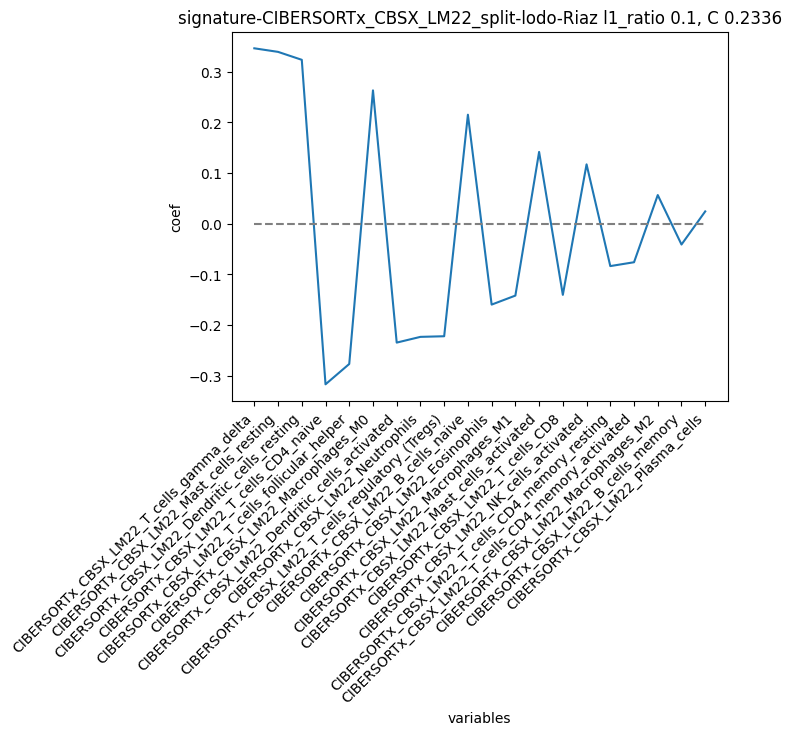 signature-CIBERSORTx_CBSX_LM22_split-lodo-Riaz l1_ratio 0.1, C 0.2336
0.3
0.2
0.1
0.0
−0.1
−0.2
−0.3
coef
CIBERSORTx_CBSX_LM22_T_cells_gamma_delta
CIBERSORTx_CBSX_LM22_Mast_cells_resting
CIBERSORTx_CBSX_LM22_Dendritic_cells_resting
CIBERSORTx_CBSX_LM22_T_cells_CD4_naive
CIBERSORTx_CBSX_LM22_T_cells_follicular_helper
CIBERSORTx_CBSX_LM22_Macrophages_M0
CIBERSORTx_CBSX_LM22_Dendritic_cells_activated
CIBERSORTx_CBSX_LM22_Neutrophils
CIBERSORTx_CBSX_LM22_T_cells_regulatory_(Tregs)
CIBERSORTx_CBSX_LM22_B_cells_naive
CIBERSORTx_CBSX_LM22_Eosinophils
CIBERSORTx_CBSX_LM22_Macrophages_M1
CIBERSORTx_CBSX_LM22_Mast_cells_activated
CIBERSORTx_CBSX_LM22_T_cells_CD8
CIBERSORTx_CBSX_LM22_NK_cells_activated
CIBERSORTx_CBSX_LM22_T_cells_CD4_memory_resting
CIBERSORTx_CBSX_LM22_T_cells_CD4_memory_activated
CIBERSORTx_CBSX_LM22_Macrophages_M2
CIBERSORTx_CBSX_LM22_B_cells_memory
CIBERSORTx_CBSX_LM22_Plasma_cells
variables